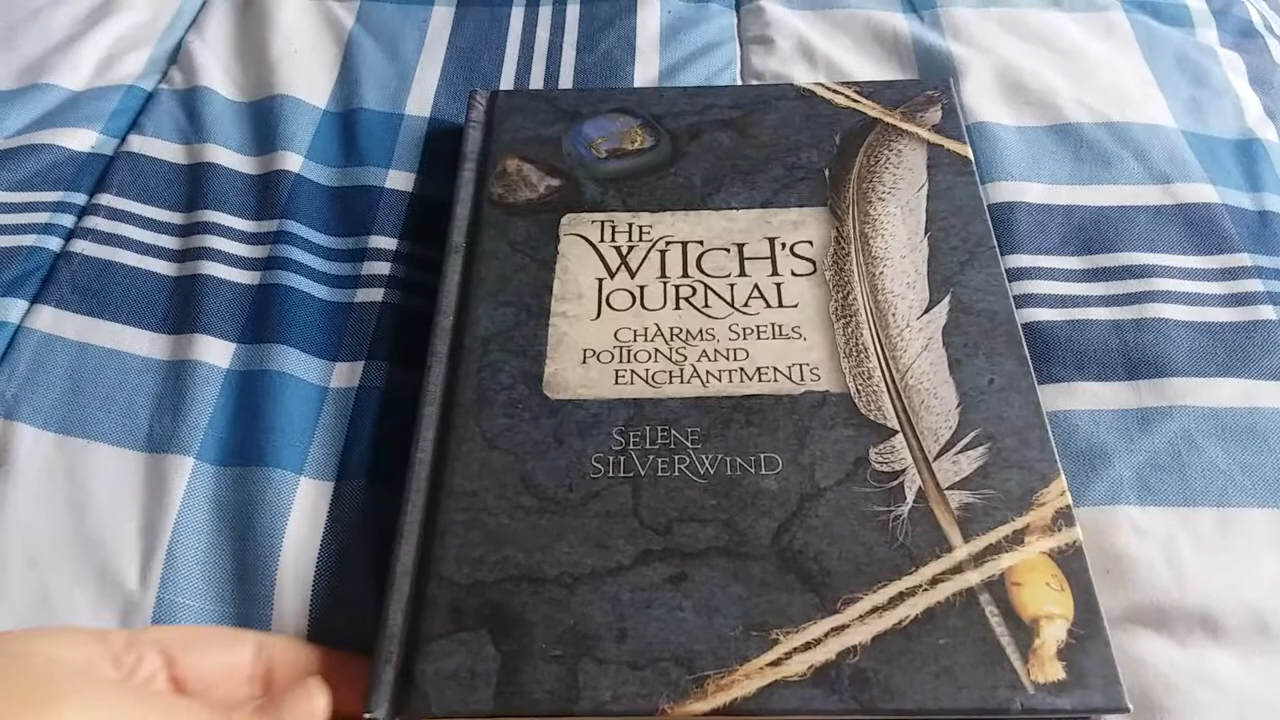 THE
WITCH'S
JOURNAL
CHARMS, SPELLS,
POTIONS AND
ENCHANTMENTS
SELENE
SILVERWIND